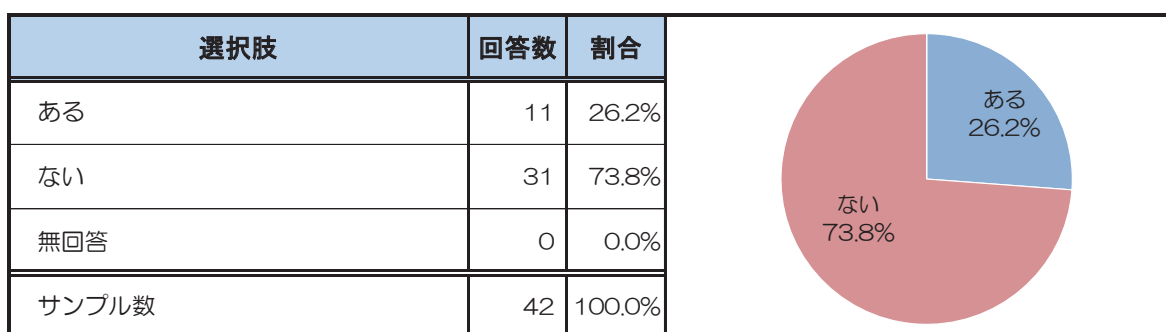 選択肢 回答数 割合
ある 11 26.2%
ない 31 73.8%
無回答 0 0.0%
サンプル数 42 100.0%
ある
26.2%
ない
73.8%